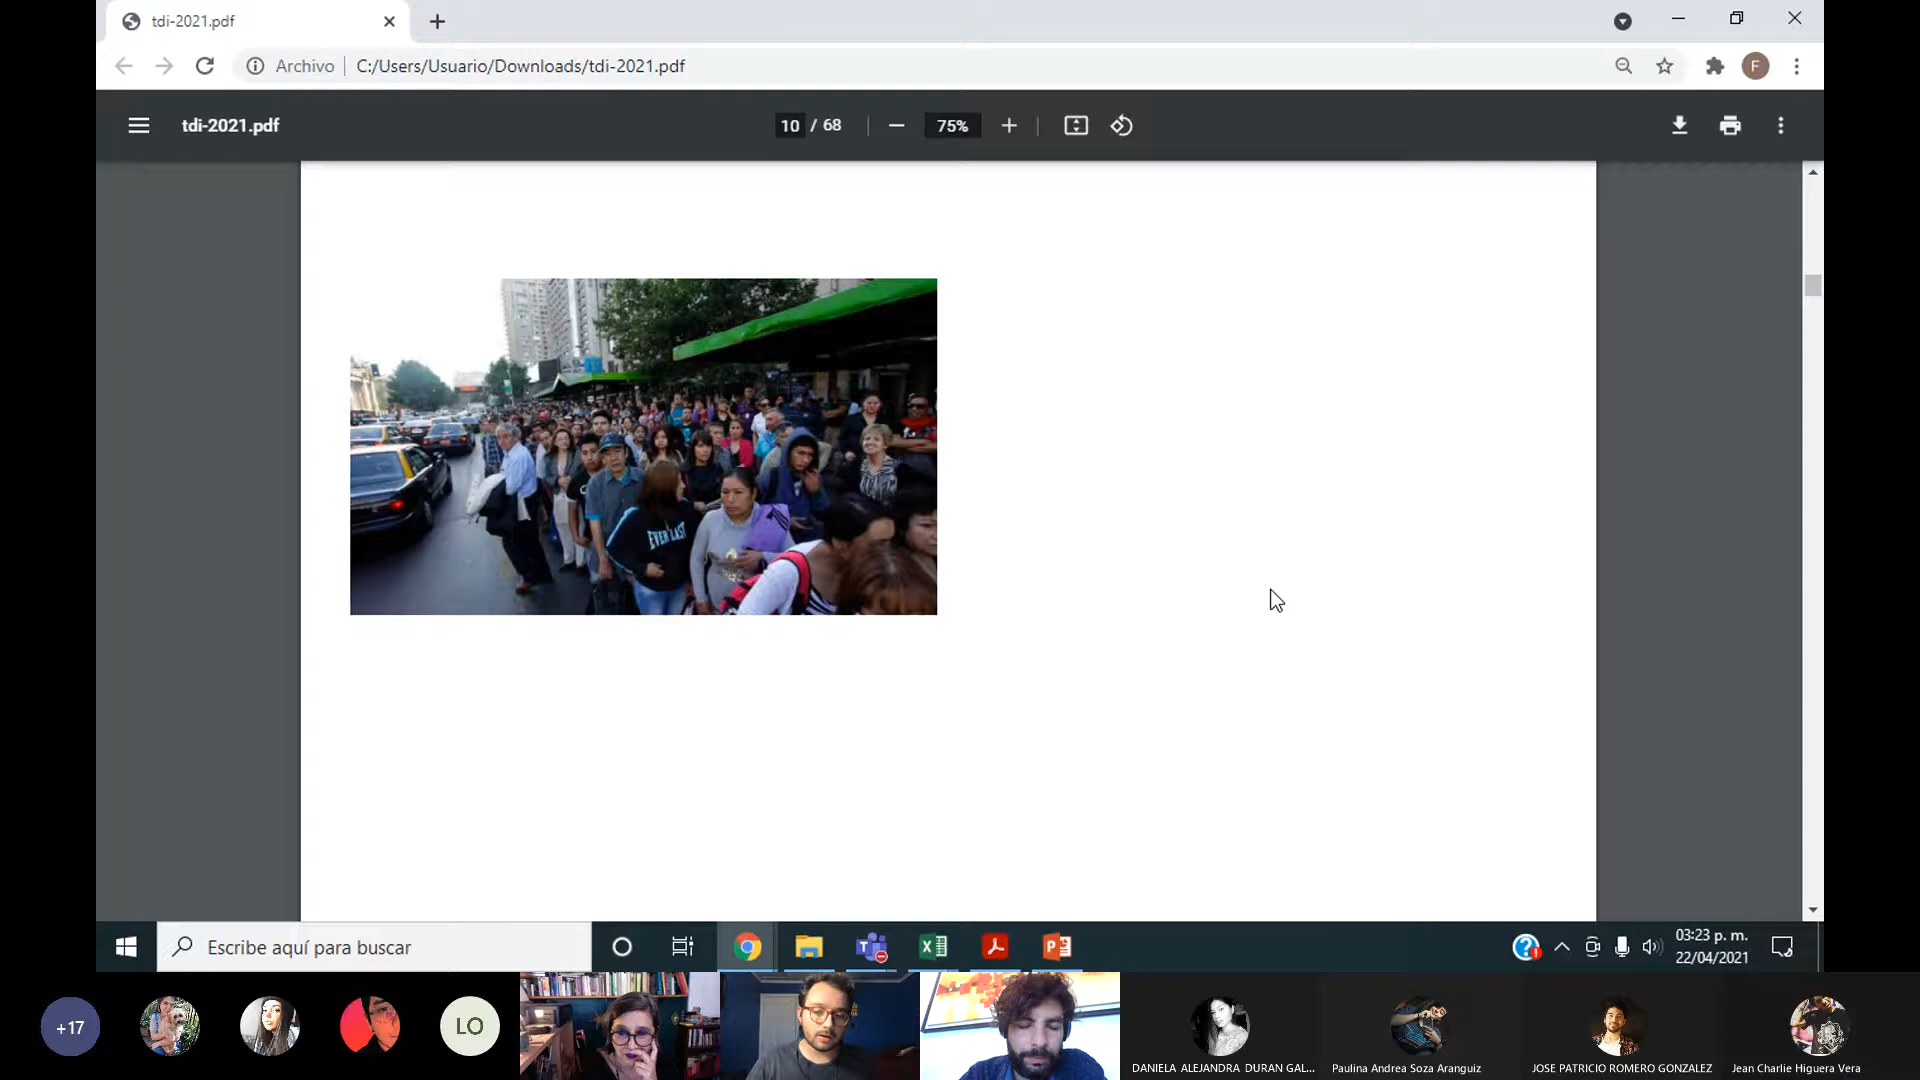 tdi-2021.pdf
Archivo
C:/Users/Usuario/Downloads/tdi-2021.pdf
F
tdi-2021.pdf
10 / 68
75%
EVERLAST
Escribe aquí para buscar
03:23 p. m.
22/04/2021
+17
LO
DANIELA ALEJANDRA DURAN GAL...
Paulina Andrea Soza Aranguiz
JOSE PATRICIO ROMERO GONZALEZ
Jean Charlie Higuera Vera